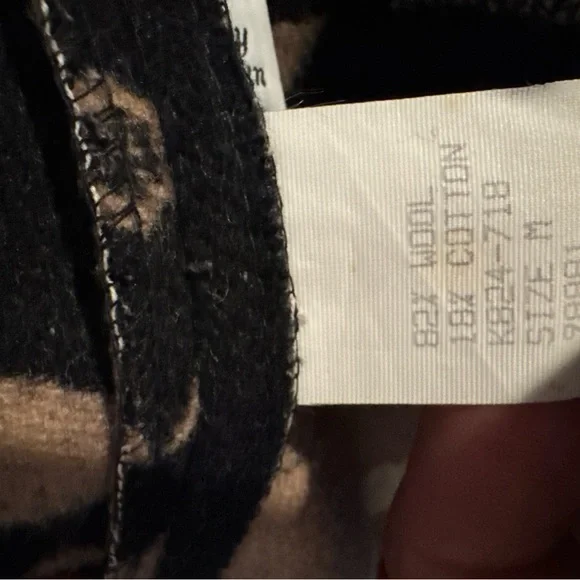 82% WOOL
18% COTTON
K824-718
SIZE M